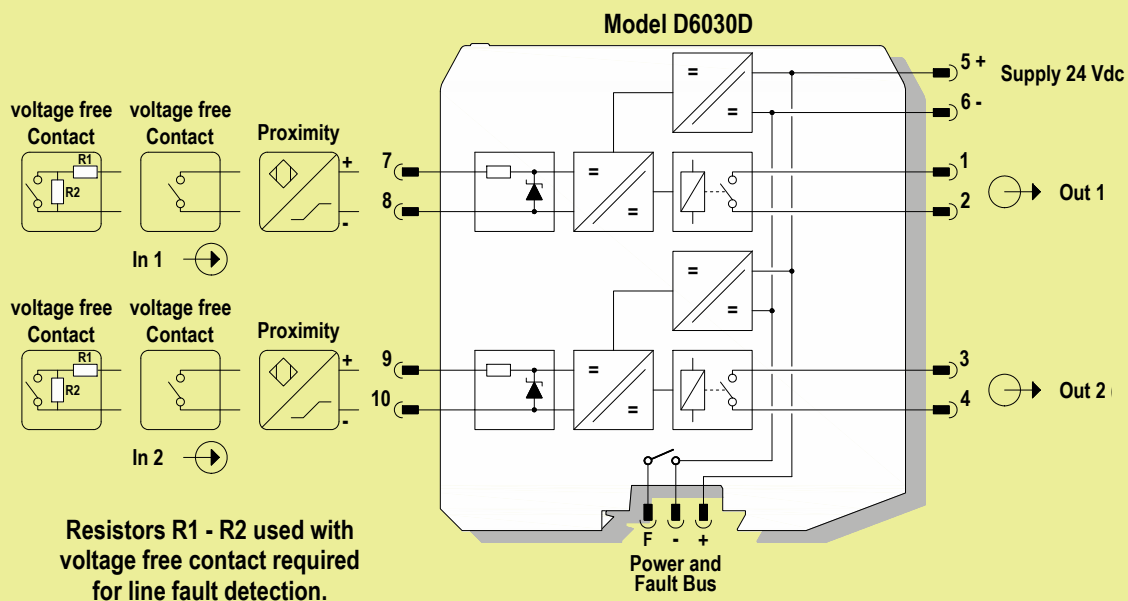 Model D6030D
5 +
Supply 24 Vdc
6 -
voltage free
Contact
voltage free
Contact
Proximity
R1
R2
+
-
7
8
=
=
=
=
1
2
Out 1
In 1
voltage free
Contact
voltage free
Contact
Proximity
R1
R2
+
-
9
10
=
=
=
=
3
4
Out 2
In 2
F - +
Power and
Fault Bus
Resistors R1 - R2 used with
voltage free contact required
for line fault detection.